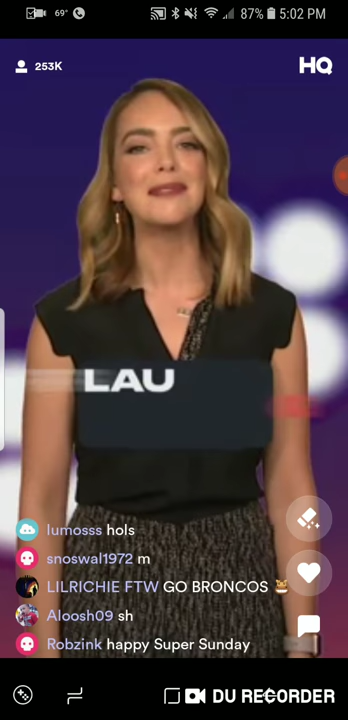 69° 87% 5:02 PM
253K HQ
LAU
lumosss hols
snoswal1972 m
LILRICHIE FTW GO BRONCOS
Aloosh09 sh
Robzink happy Super Sunday
DU RECORDER